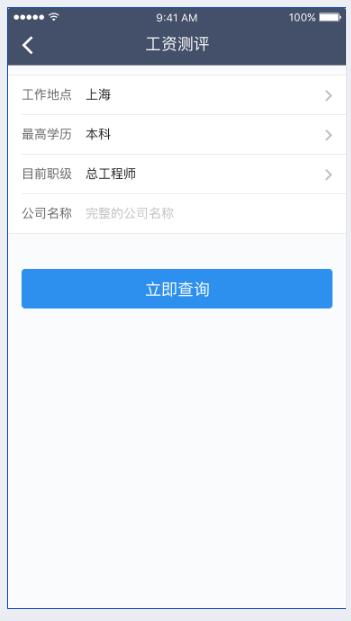 9:41 AM 100%
工资测评
工作地点 上海
最高学历 本科
目前职级 总工程师
公司名称 完整的公司名称
立即查询